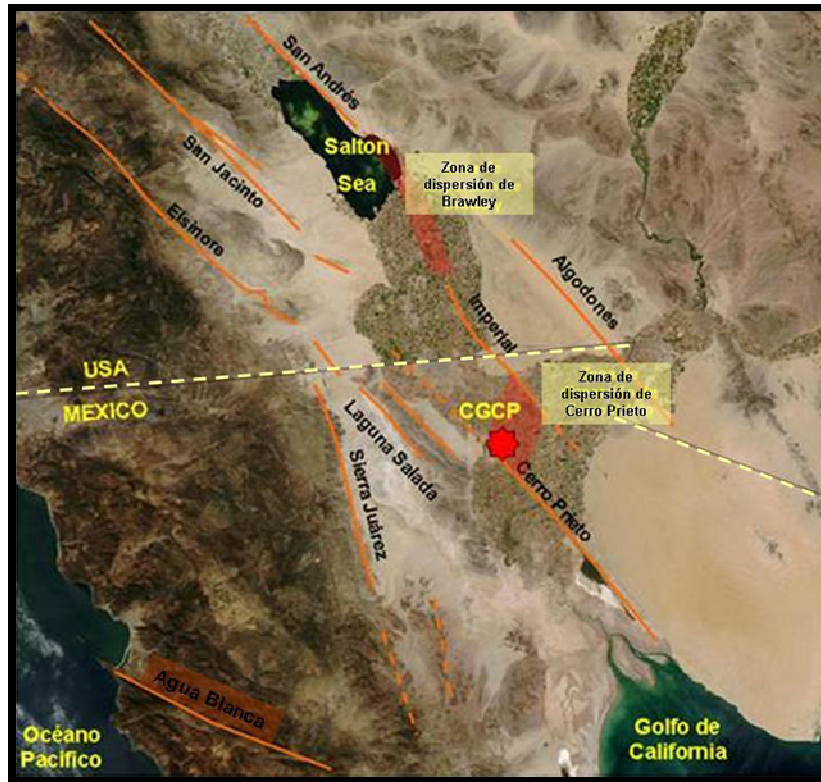 San Andrés
Salton
Sea
Zona de
dispersión de
Brawley
San Jacinto
Elsinore
Algodones
Imperial
USA
MEXICO
Zona de
dispersión de
Cerro Prieto
CGCP
Laguna Salada
Sierra Juárez
Cerro Prieto
Agua Blanca
Océano
Pacifico
Golfo de
California